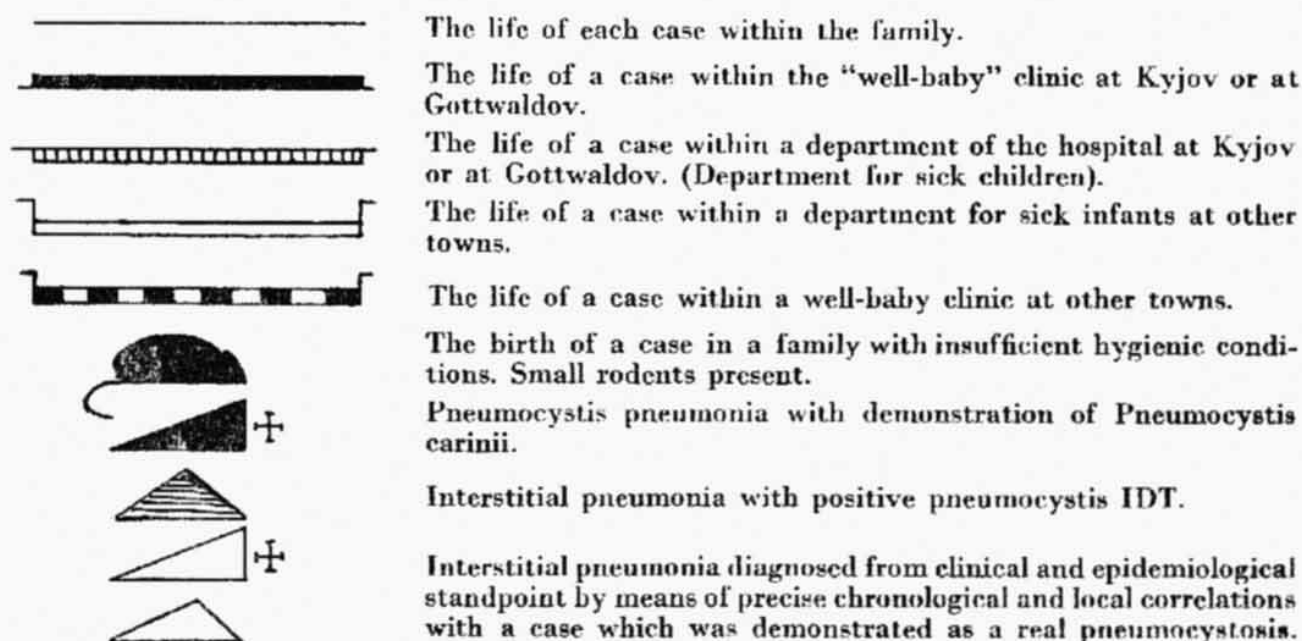 The life of each case within the family.
The life of a case within the “well-baby” clinic at Kyjov or at
Gottwaldov.
The life of a case within a department of the hospital at Kyjov
or at Gottwaldov. (Department for sick children).
The life of a case within a department for sick infants at other
towns.
The life of a case within a well-baby clinic at other towns.
The birth of a case in a family with insufficient hygienic condi-
tions. Small rodents present.
Pneumocystis pneumonia with demonstration of Pneumocystis
carinii.
Interstitial pneumonia with positive pneumocystis IDT.
Interstitial pneumonia diagnosed from clinical and epidemiological
standpoint by means of precise chronological and local correlations
with a case which was demonstrated as a real pneumocystosis.